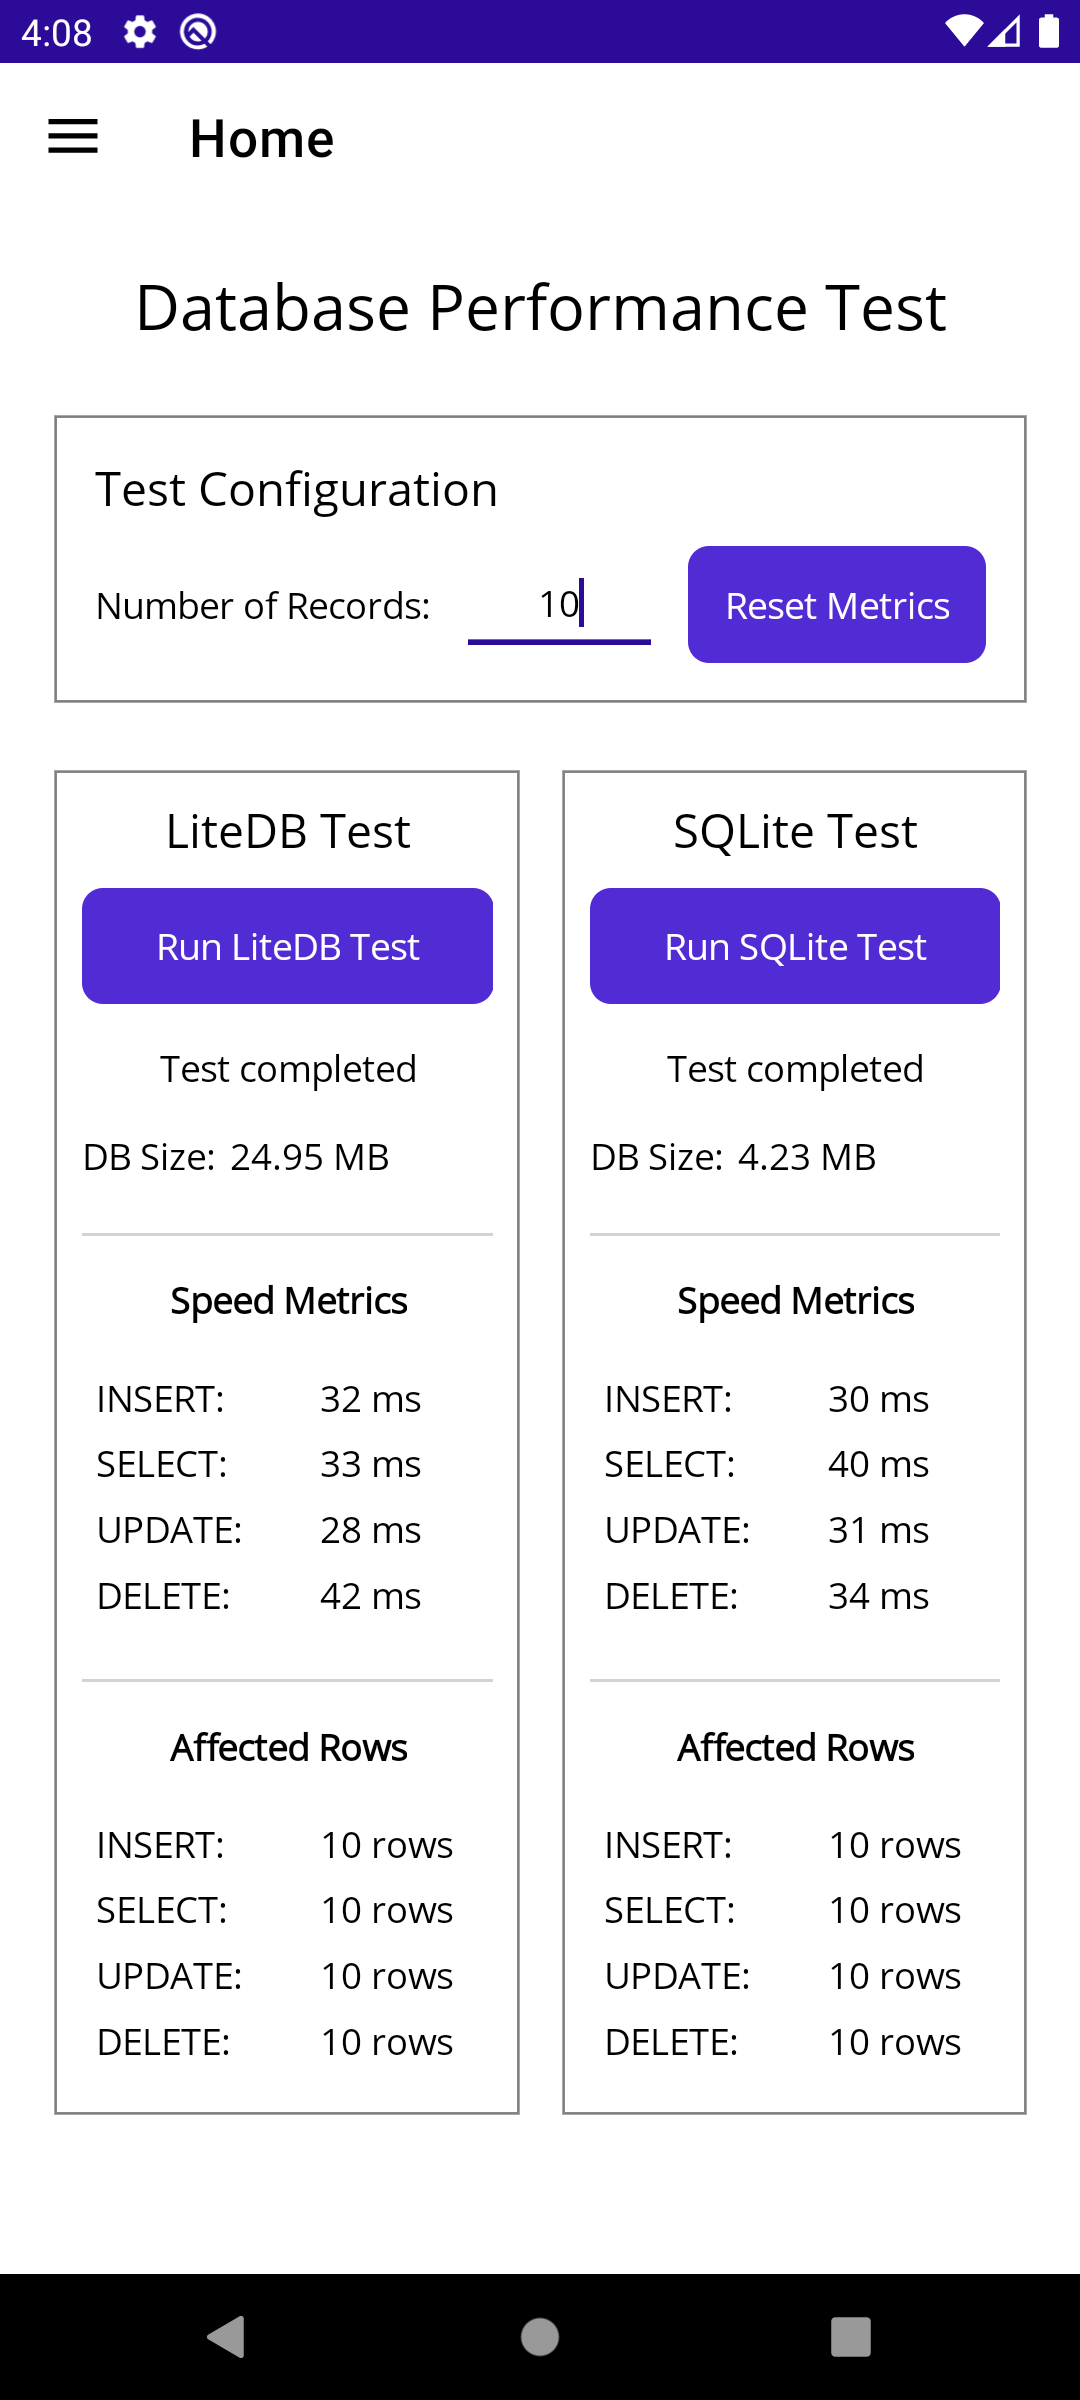 4:08
Home
Database Performance Test
Test Configuration
Number of Records: 10 Reset Metrics
LiteDB Test
Run LiteDB Test
Test completed
DB Size: 24.95 MB
Speed Metrics
INSERT: 32 ms
SELECT: 33 ms
UPDATE: 28 ms
DELETE: 42 ms
Affected Rows
INSERT: 10 rows
SELECT: 10 rows
UPDATE: 10 rows
DELETE: 10 rows
SQLite Test
Run SQLite Test
Test completed
DB Size: 4.23 MB
Speed Metrics
INSERT: 30 ms
SELECT: 40 ms
UPDATE: 31 ms
DELETE: 34 ms
Affected Rows
INSERT: 10 rows
SELECT: 10 rows
UPDATE: 10 rows
DELETE: 10 rows